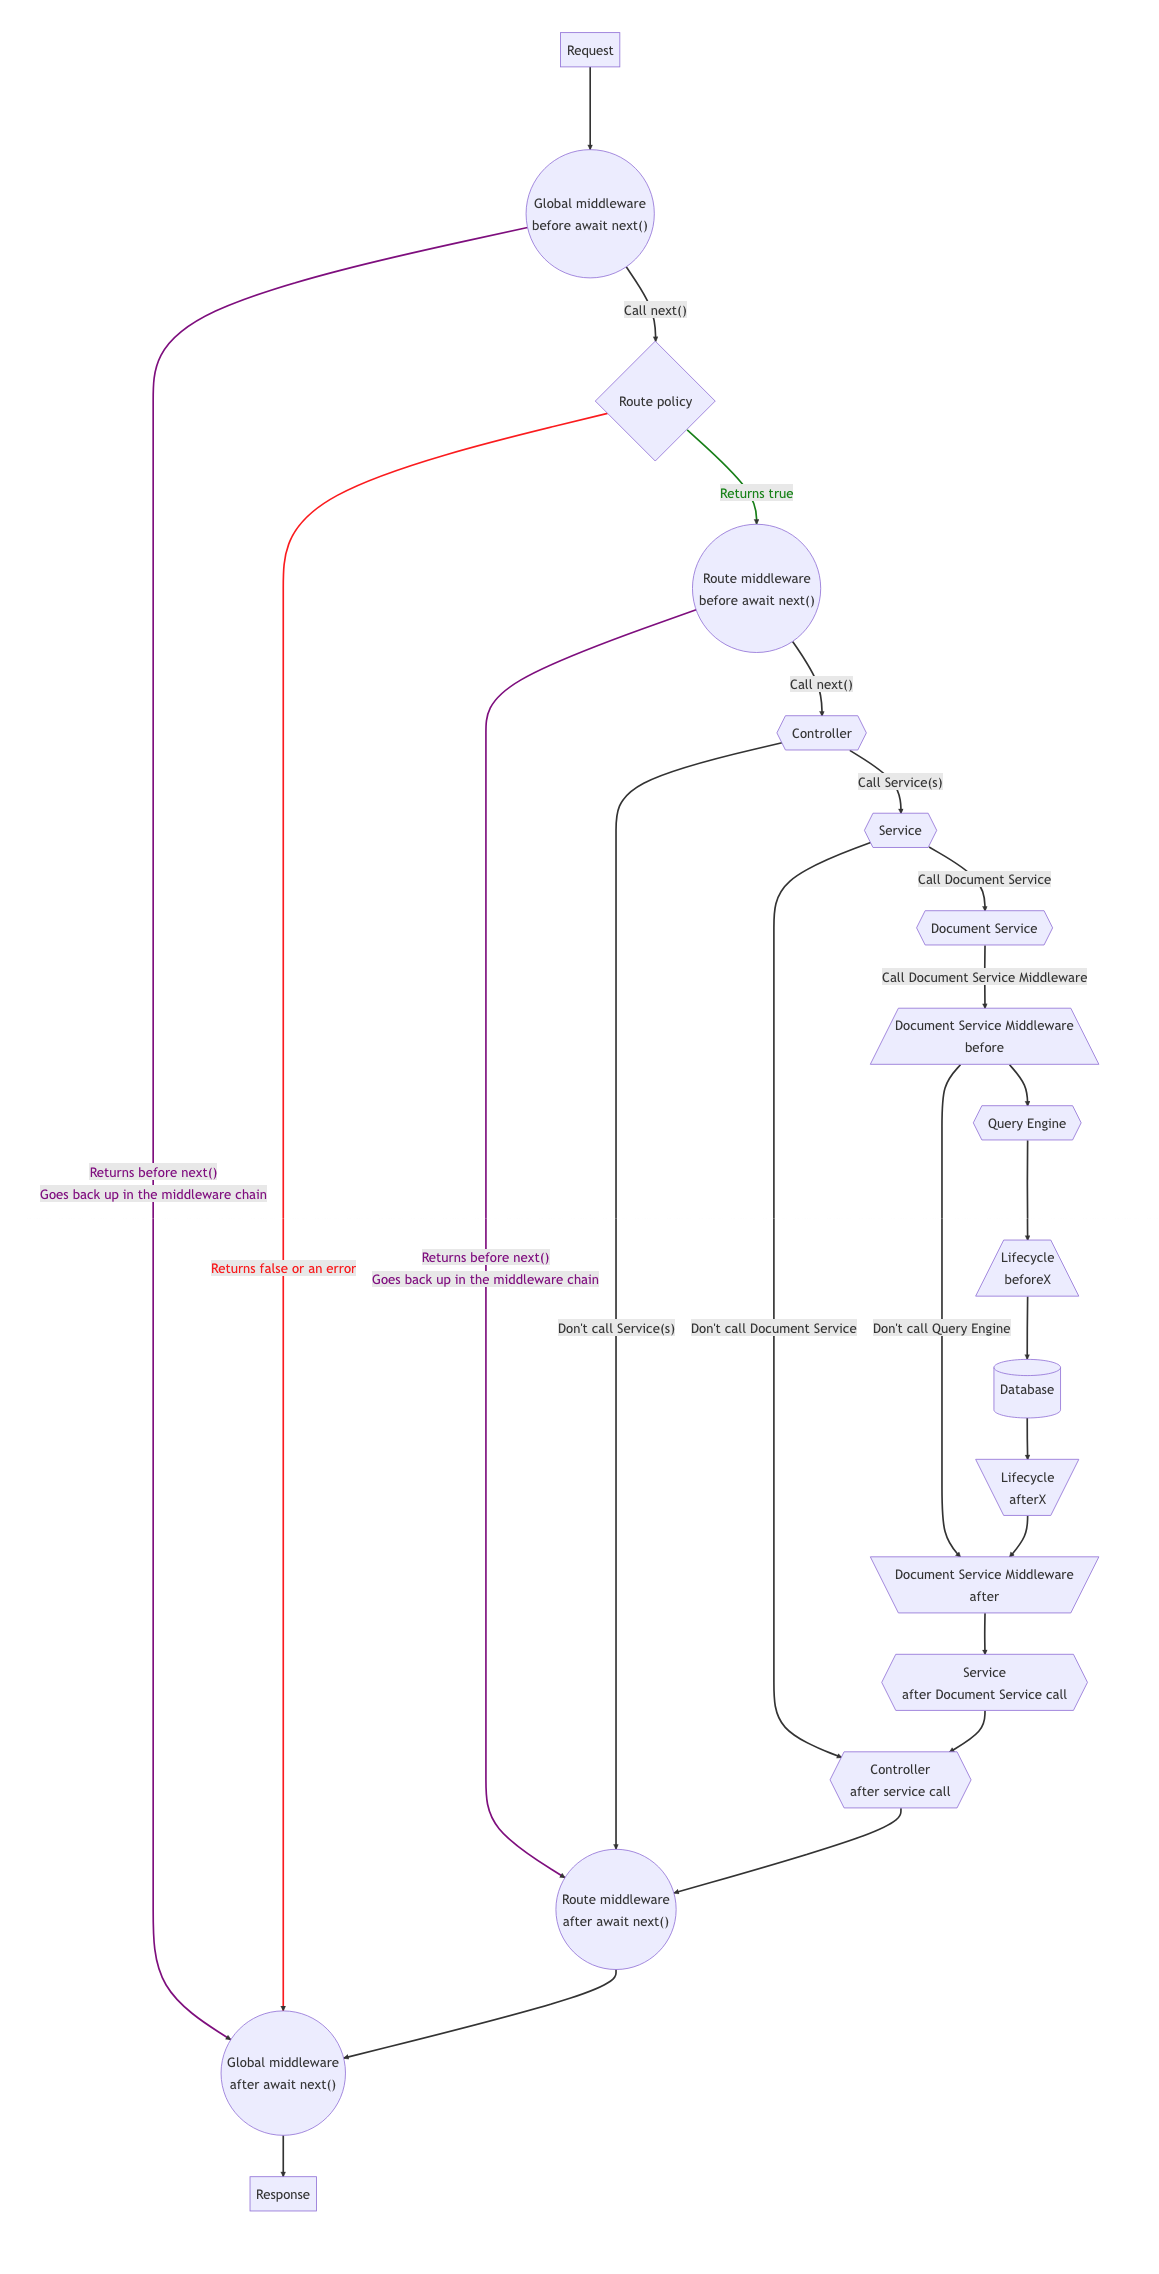 Request
Global middleware
before await next()
Call next()
Route policy
Returns true
Route middleware
before await next()
Call next()
Controller
Call Service(s)
Service
Call Document Service
Document Service
Call Document Service Middleware
Document Service Middleware
before
Query Engine
Returns before next()
Goes back up in the middleware chain
Returns false or an error
Returns before next()
Goes back up in the middleware chain
Lifecycle
beforeX
Don't call Service(s)
Don't call Document Service
Don't call Query Engine
Database
Lifecycle
afterX
Document Service Middleware
after
Service
after Document Service call
Controller
after service call
Route middleware
after await next()
Global middleware
after await next()
Response